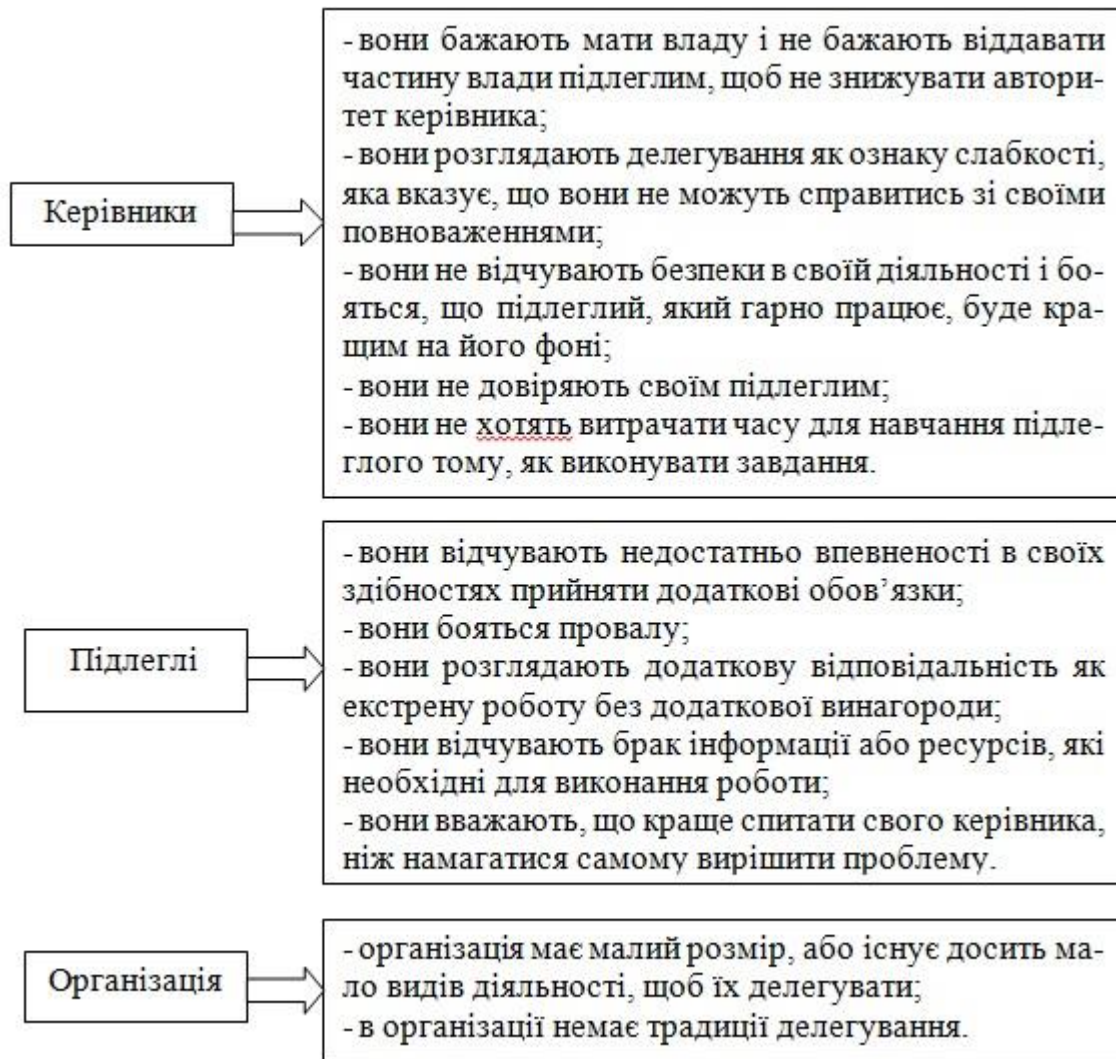 - вони бажають мати владу і не бажають віддавати
частину влади підлеглим, щоб не знижувати автори-
тет керівника;
- вони розглядають делегування як ознаку слабкості,
яка вказує, що вони не можуть справитись зі своїми
повноваженнями;
- вони не відчувають безпеки в своїй діяльності і бо-
яться, що підлеглий, який гарно працює, буде кра-
щим на його фоні;
- вони не довіряють своїм підлеглим;
- вони не хотять витрачати часу для навчання підле-
глого тому, як виконувати завдання.
Керівники
- вони відчувають недостатньо впевненості в своїх
здібностях прийняти додаткові обов’язки;
- вони бояться провалу;
- вони розглядають додаткову відповідальність як
екстрену роботу без додаткової винагороди;
- вони відчувають брак інформації або ресурсів, які
необхідні для виконання роботи;
- вони вважають, що краще спитати свого керівника,
ніж намагатися самому вирішити проблему.
Підлеглі
- організація має малий розмір, або існує досить ма-
ло видів діяльності, щоб їх делегувати;
- в організації немає традиції делегування.
Організація